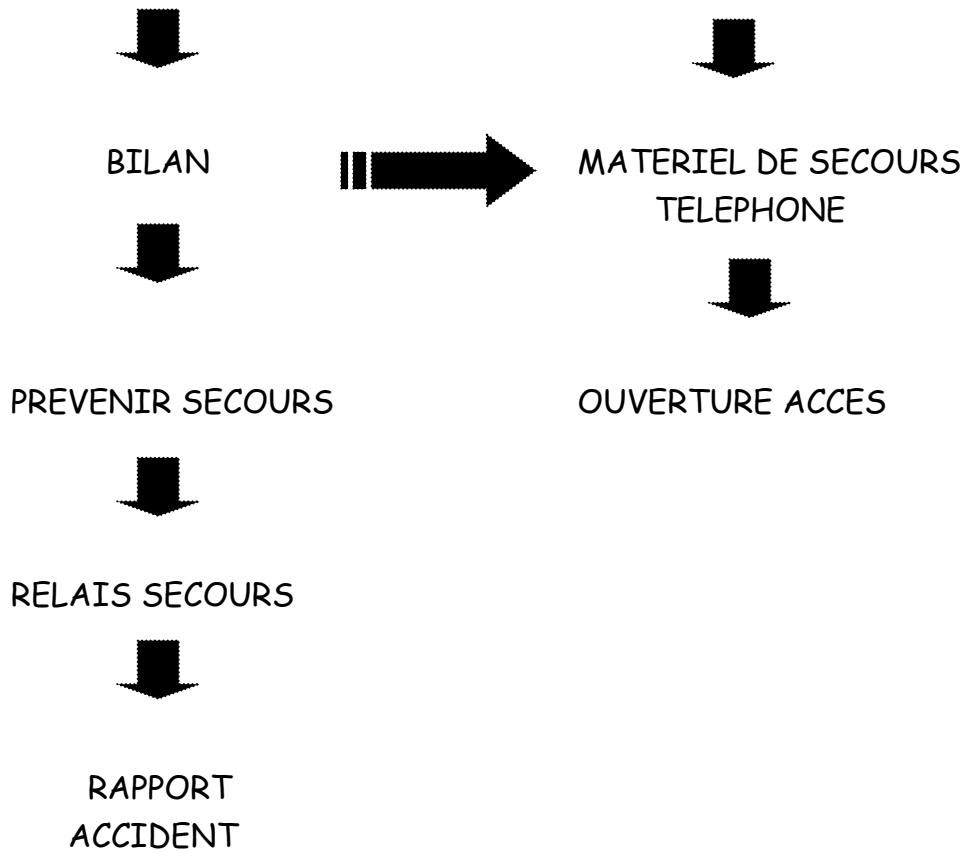 BILAN
MATERIEL DE SECOURS
TELEPHONE
PREVENIR SECOURS
OUVERTURE ACCES
RELAIS SECOURS
RAPPORT
ACCIDENT